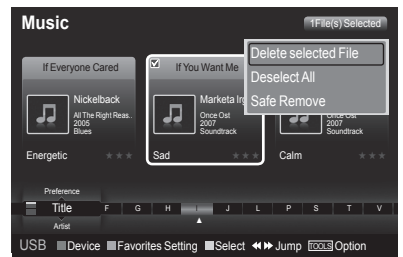 Music
1File(s) Selected
Delete selected File
Deselect All
Safe Remove
If Everyone Cared
If You Want Me
Nickelback
All The Right Reas..
2005
Blues
Marketa Irg
Once Ost
2007
Soundtrack
Once Ost
2007
Soundtrack
Energetic
Sad
Calm
Preference
Title F G H I J L P S T V
Artist
USB Device Favorites Setting Select Jump TOOLS Option